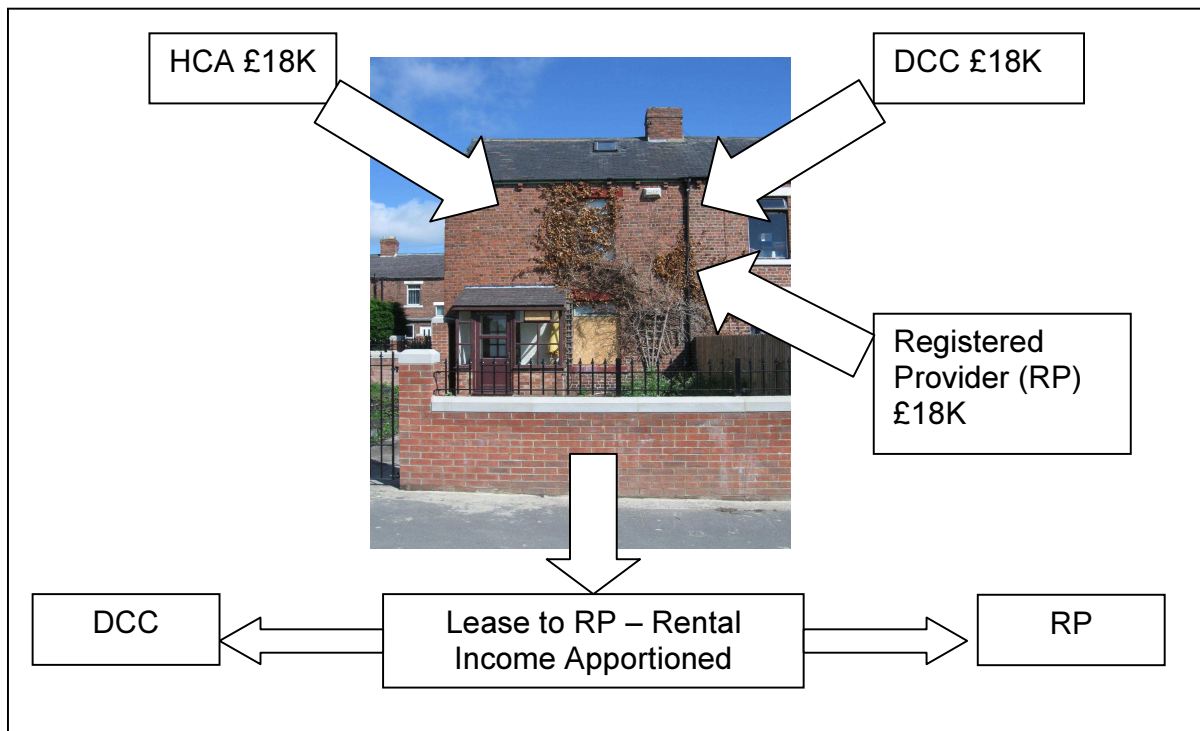 HCA £18K
DCC £18K
Registered
Provider (RP)
£18K
Lease to RP – Rental
Income Apportioned
DCC
RP